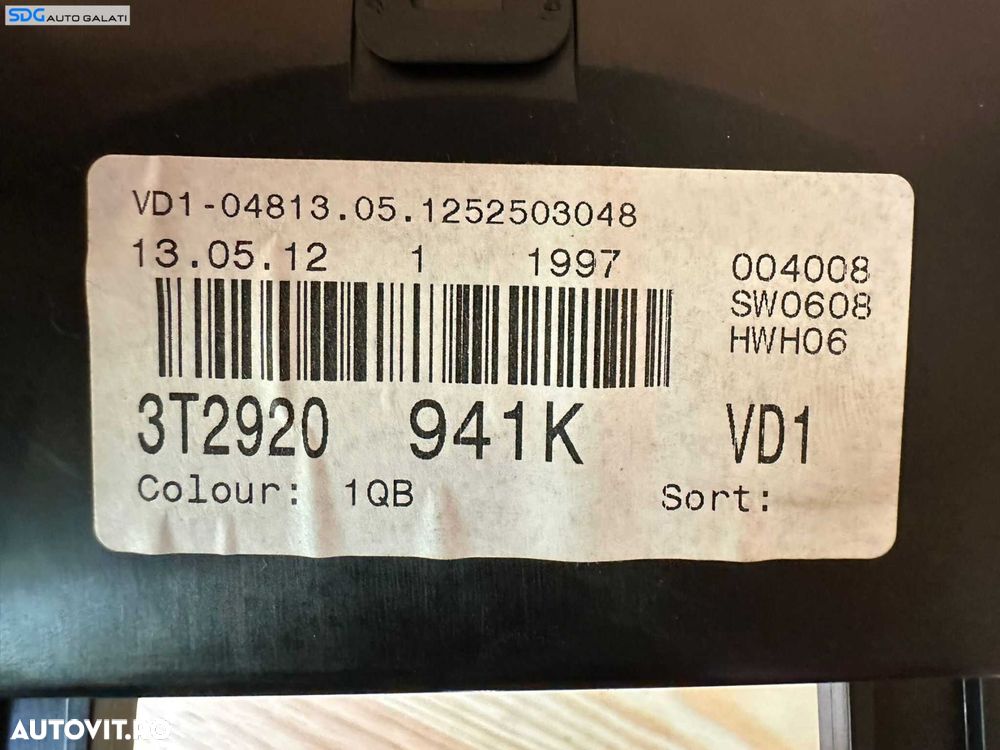 SDG AUTO GALATI
VD1-04813.05.1252503048
13.05.12 1 1997 004008
SW0608
HWH06
3T2920 941K VD1
Colour: 1QB Sort:
AUTOVIT.RO